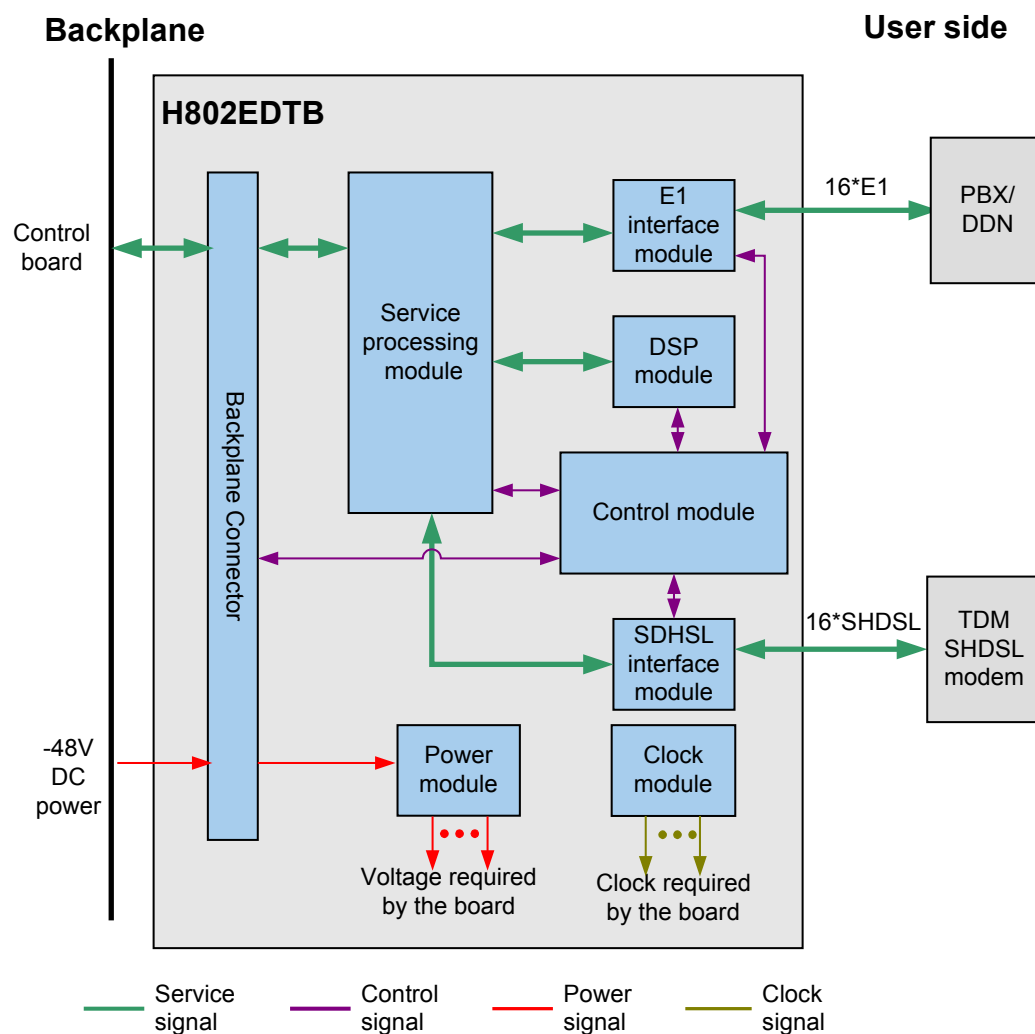 Backplane
User side
H802EDTB
Control
board
Backplane Connector
Service
processing
module
E1
interface
module
16*E1
PBX/
DDN
DSP
module
Control module
SDHSL
interface
module
16*SHDSL
TDM
SHDSL
modem
-48V
DC
power
Power
module
Clock
module
Voltage required
by the board
Clock required
by the board
Service
signal
Control
signal
Power
signal
Clock
signal